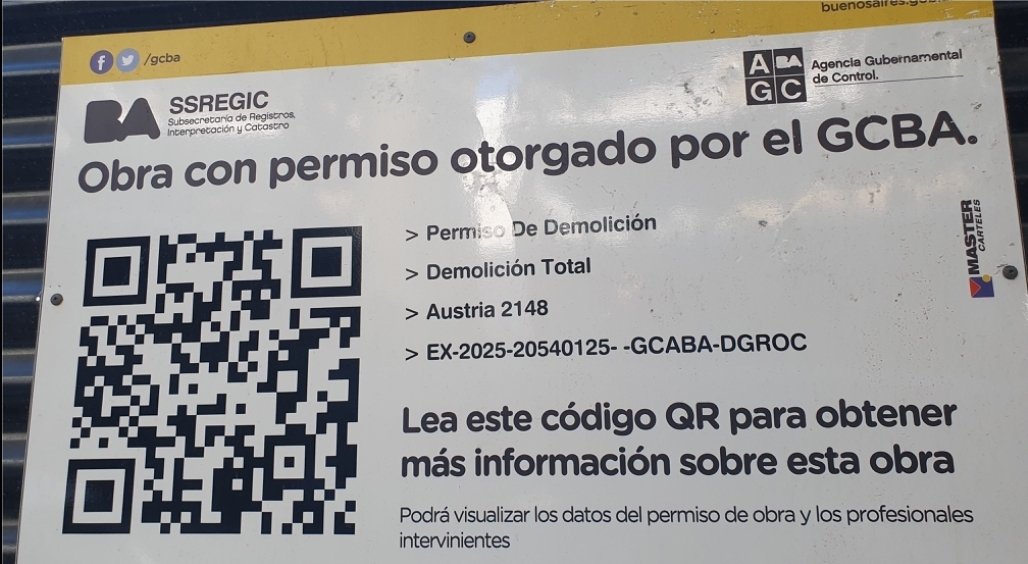 buenosaires.gob.
/gcba
BA SSREGIC
Subsecretaría de Registros,
Interpretación y Catastro
AGC
Agencia Gubernamental
de Control.
Obra con permiso otorgado por el GCBA.
> Permiso De Demolición
> Demolición Total
> Austria 2148
> EX-2025-20540125- -GCABA-DGROC
MASTER
CARTELES
Lea este código QR para obtener
más información sobre esta obra
Podrá visualizar los datos del permiso de obra y los profesionales
intervinientes